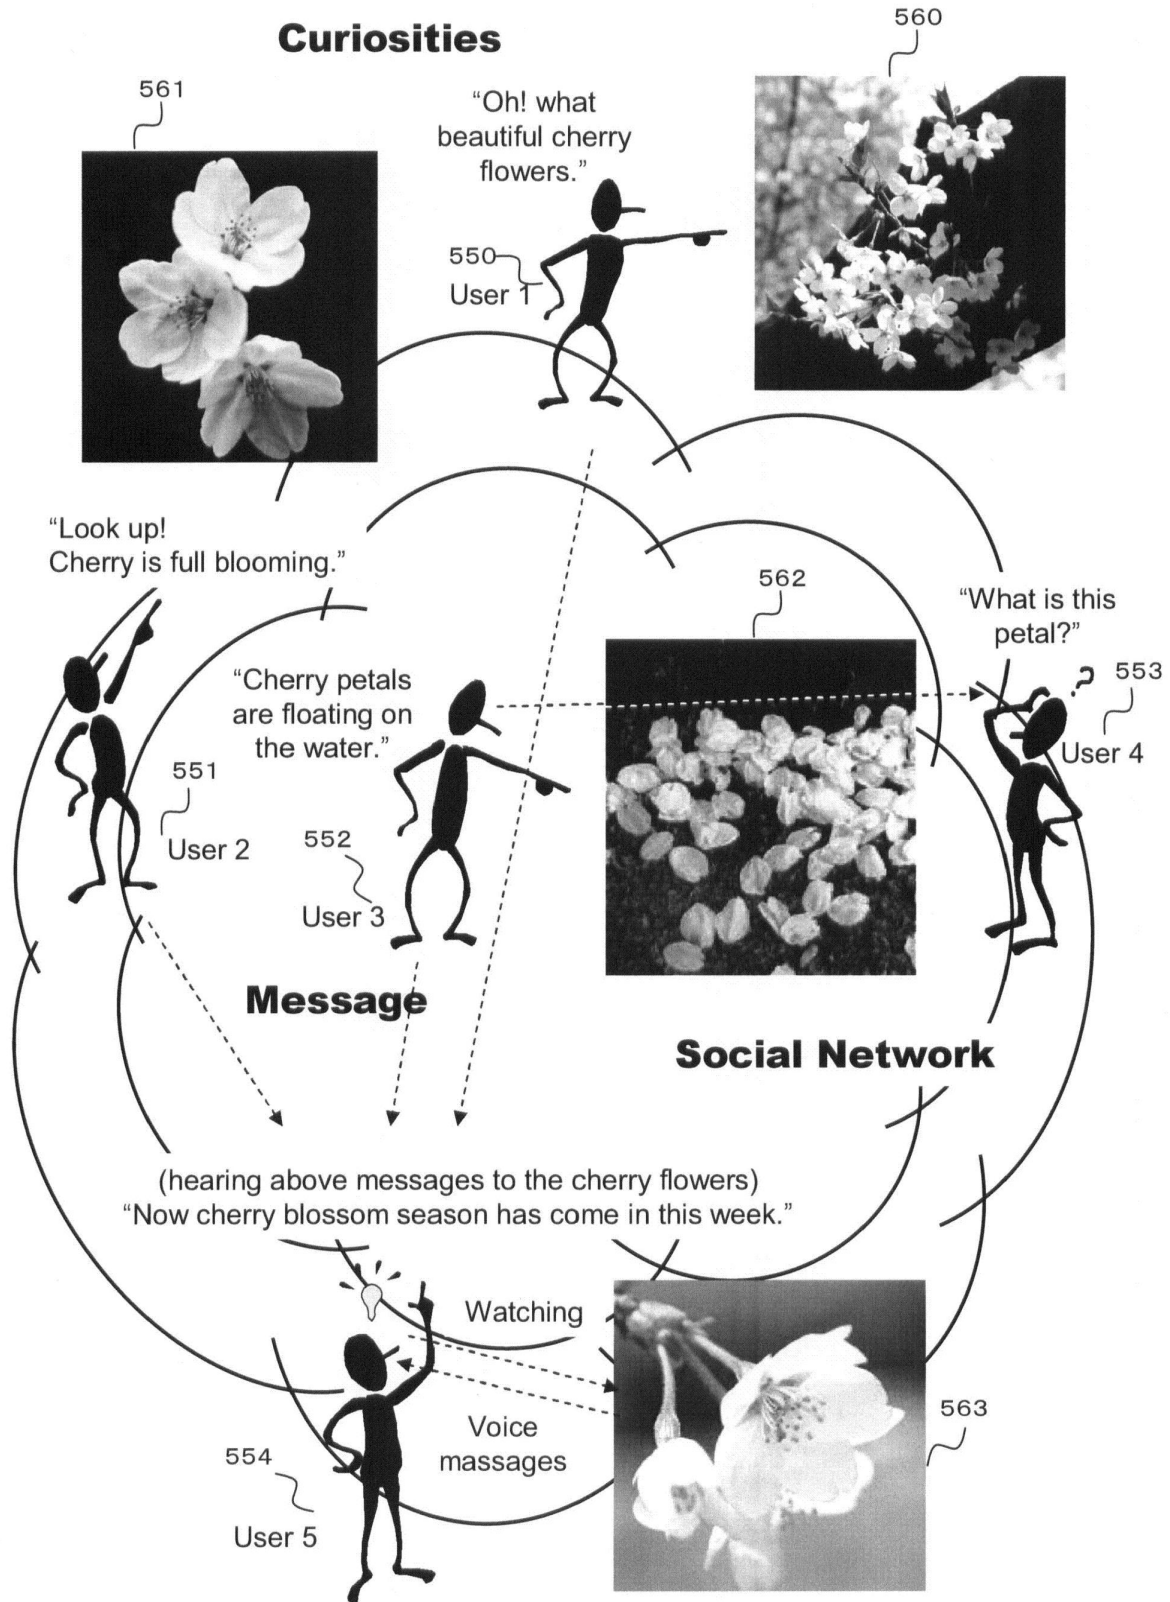 Curiosities
560
561
“Oh! what
beautiful cherry
flowers.”
550
User 1
“Look up!
Cherry is full blooming.”
562
“What is this
petal?”
?
553
User 4
“Cherry petals
are floating on
the water.”
551
User 2
552
User 3
Message
Social Network
(hearing above messages to the cherry flowers)
“Now cherry blossom season has come in this week.”
Watching
Voice
massages
563
554
User 5